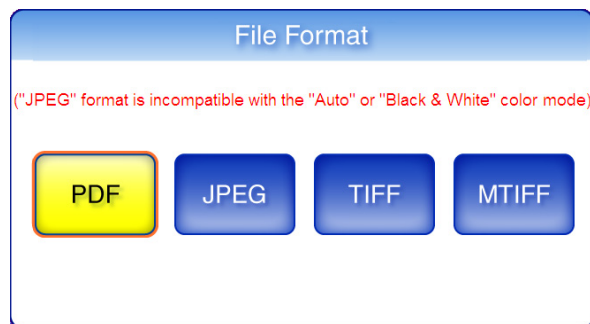 File Format
("JPEG" format is incompatible with the "Auto" or "Black & White" color mode)
PDF JPEG TIFF MTIFF